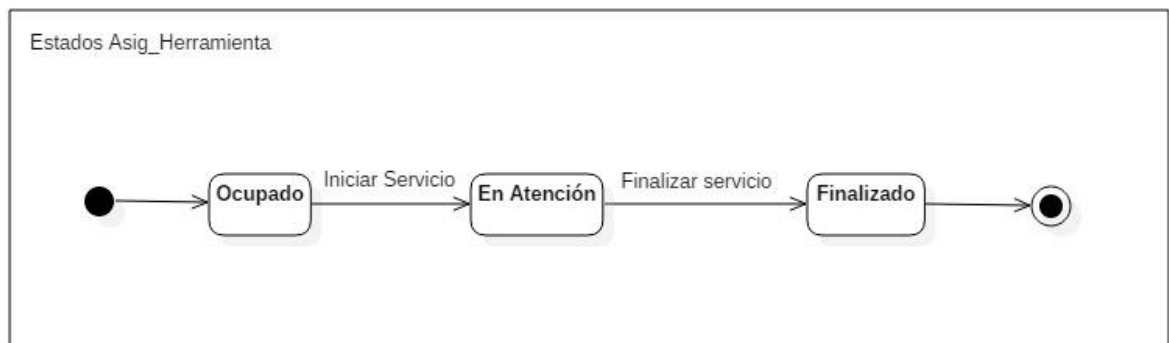 Estados Asig_Herramienta
Ocupado
Iniciar Servicio
En Atención
Finalizar servicio
Finalizado